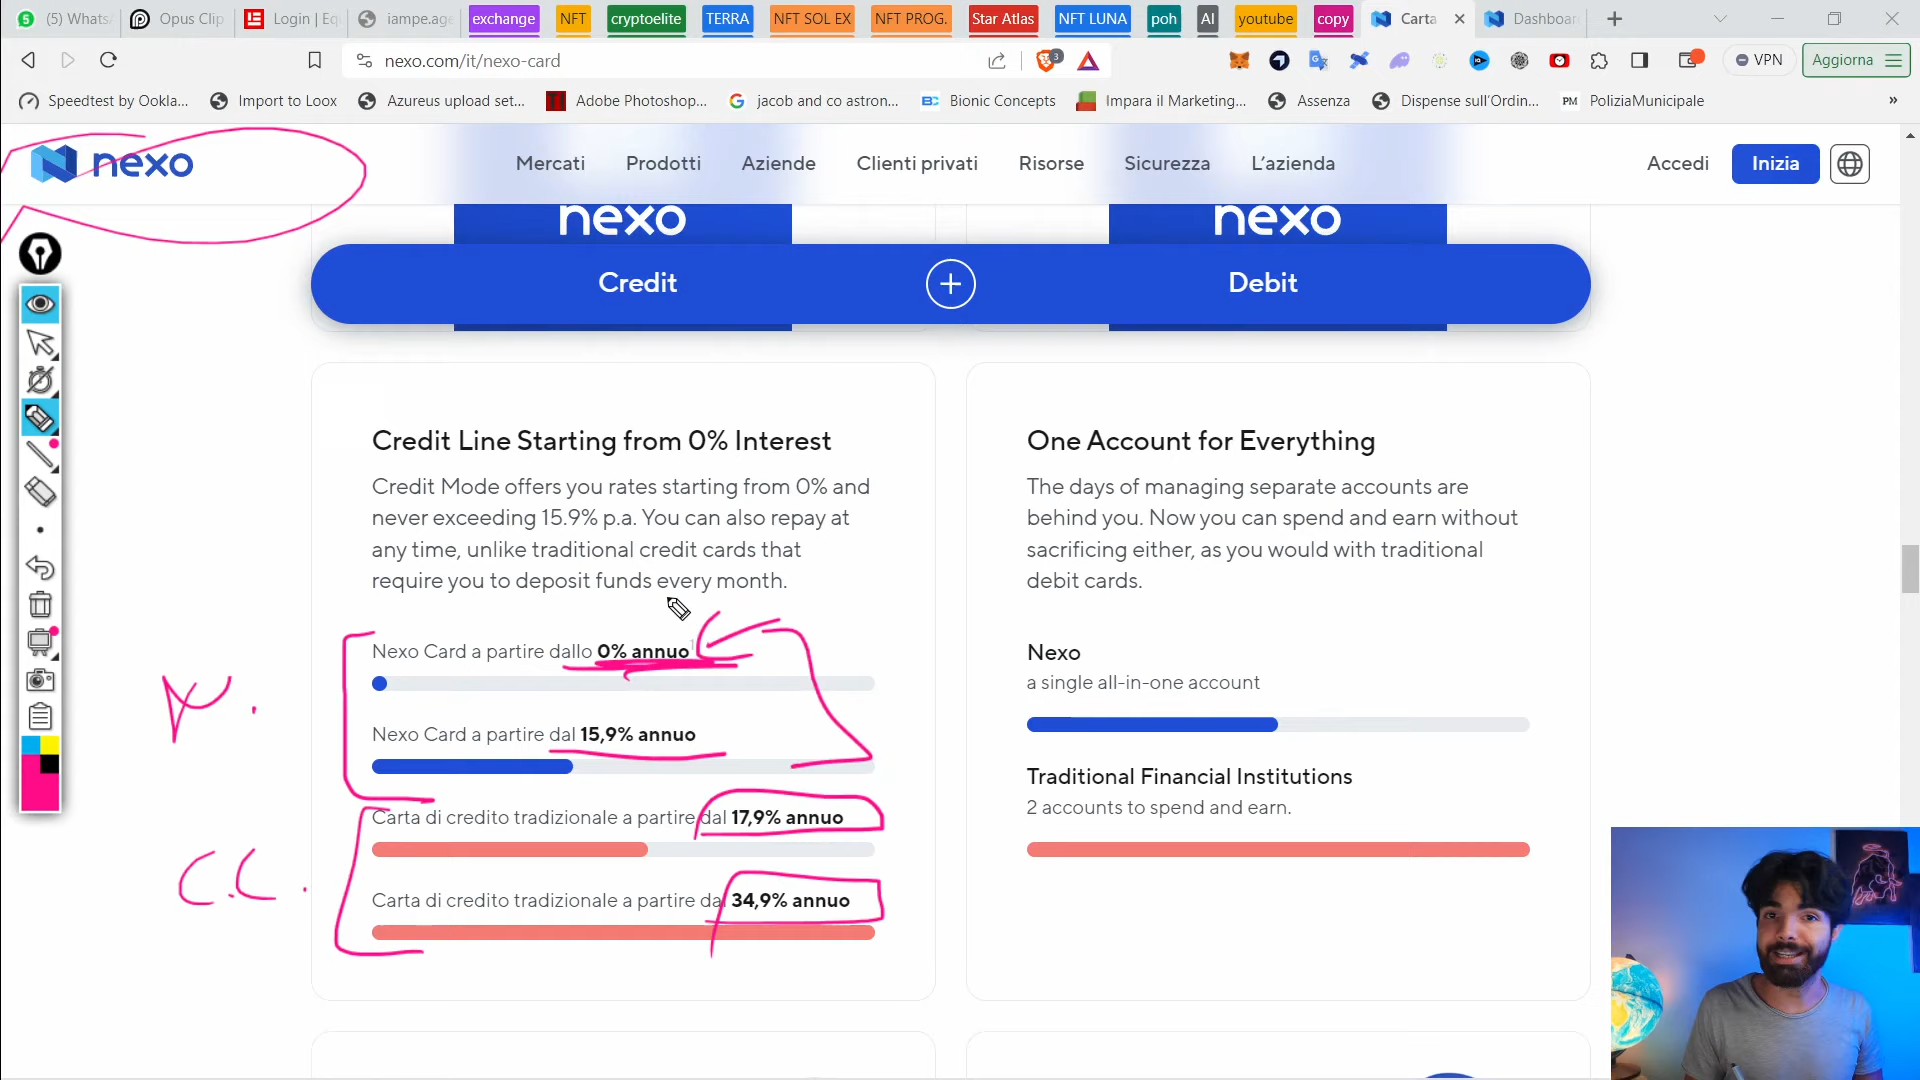 (5) Whats
Opus Clip
Login | Eq
iampe.age
exchange
NFT
cryptoelite
TERRA
NFT SOL EX
NFT PROG.
Star Atlas
NFT LUNA
poh
AI
youtube
copy
Carta
Dashboar
nexo.com/it/nexo-card
3
VPN
Aggiorna
Speedtest by Ookla...
Import to Loox
Azureus upload set...
Adobe Photoshop...
jacob and co astron...
Bionic Concepts
Impara il Marketing...
Assenza
Dispense sull'Ordin...
PM PoliziaMunicipale
nexo
Mercati
Prodotti
Aziende
Clienti privati
Risorse
Sicurezza
L'azienda
Accedi
Inizia
nexo
nexo
Credit
Debit
Credit Line Starting from 0% Interest
Credit Mode offers you rates starting from 0% and
never exceeding 15.9% p.a. You can also repay at
any time, unlike traditional credit cards that
require you to deposit funds every month.
Nexo Card a partire dallo 0% annuo
Nexo Card a partire dal 15,9% annuo
Carta di credito tradizionale a partire dal 17,9% annuo
Carta di credito tradizionale a partire dal 34,9% annuo
C.C.
One Account for Everything
The days of managing separate accounts are
behind you. Now you can spend and earn without
sacrificing either, as you would with traditional
debit cards.
Nexo
a single all-in-one account
Traditional Financial Institutions
2 accounts to spend and earn.